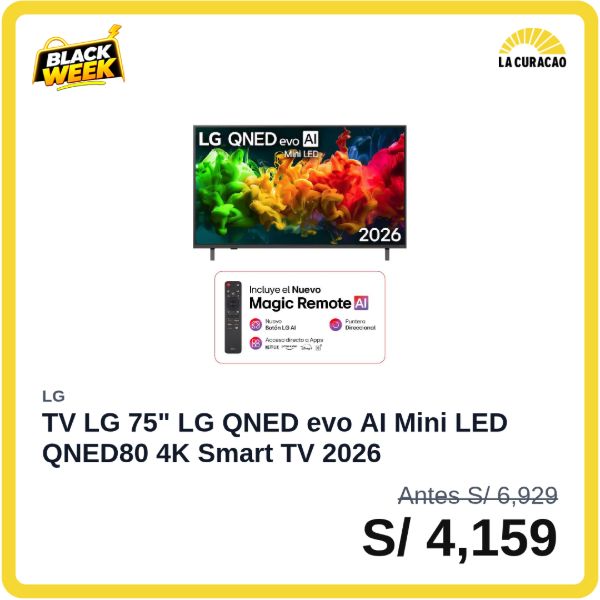 BLACK
WEEK
LA CURACAO
LG QNED evo AI
Mini LED
2026
Incluye el Nuevo
Magic Remote AI
Nuevo
Botón LG AI
Puntero
Direccional
Acceso directo a Apps
NETFLIX
LG
TV LG 75" LG QNED evo AI Mini LED
QNED80 4K Smart TV 2026
Antes S/ 6,929
S/ 4,159